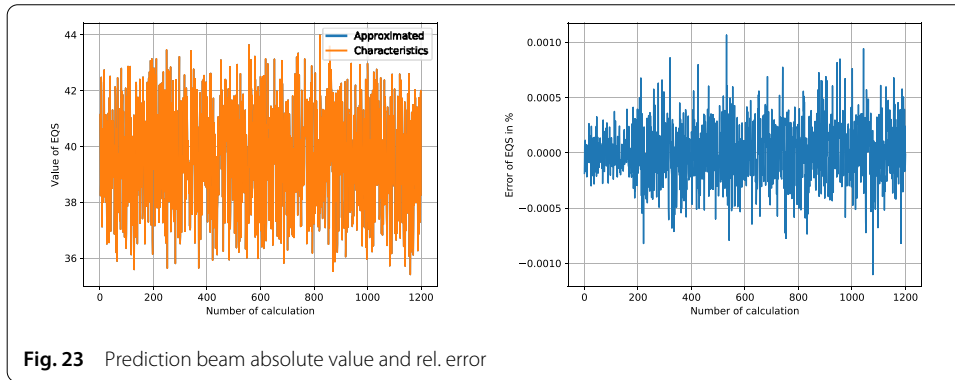 44
42
40
38
36
Value of EQS
Approximated
Characteristics
0 200 400 600 800 1000 1200
Number of calculation
0.0010
0.0005
0.0000
−0.0005
−0.0010
Error of EQS in %
0 200 400 600 800 1000 1200
Number of calculation
Fig. 23 Prediction beam absolute value and rel. error